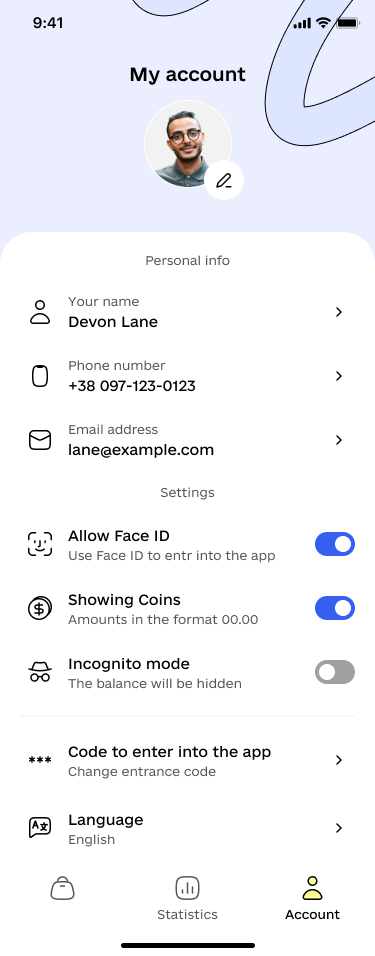 9:41
My account
Personal info
Your name
Devon Lane
Phone number
+38 097-123-0123
Email address
lane@example.com
Settings
Allow Face ID
Use Face ID to entr into the app
Showing Coins
Amounts in the format 00.00
Incognito mode
The balance will be hidden
Code to enter into the app
Change entrance code
Language
English
Statistics
Account